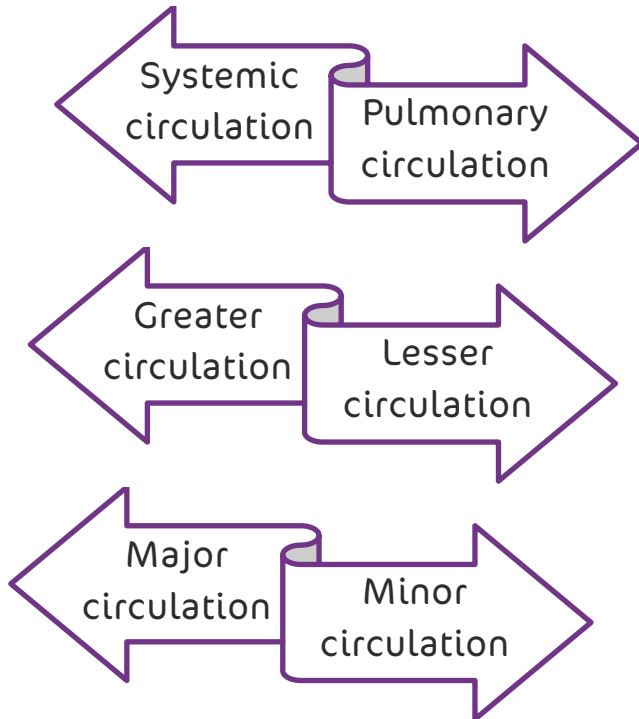 Systemic
circulation
Pulmonary
circulation
Greater
circulation
Lesser
circulation
Major
circulation
Minor
circulation